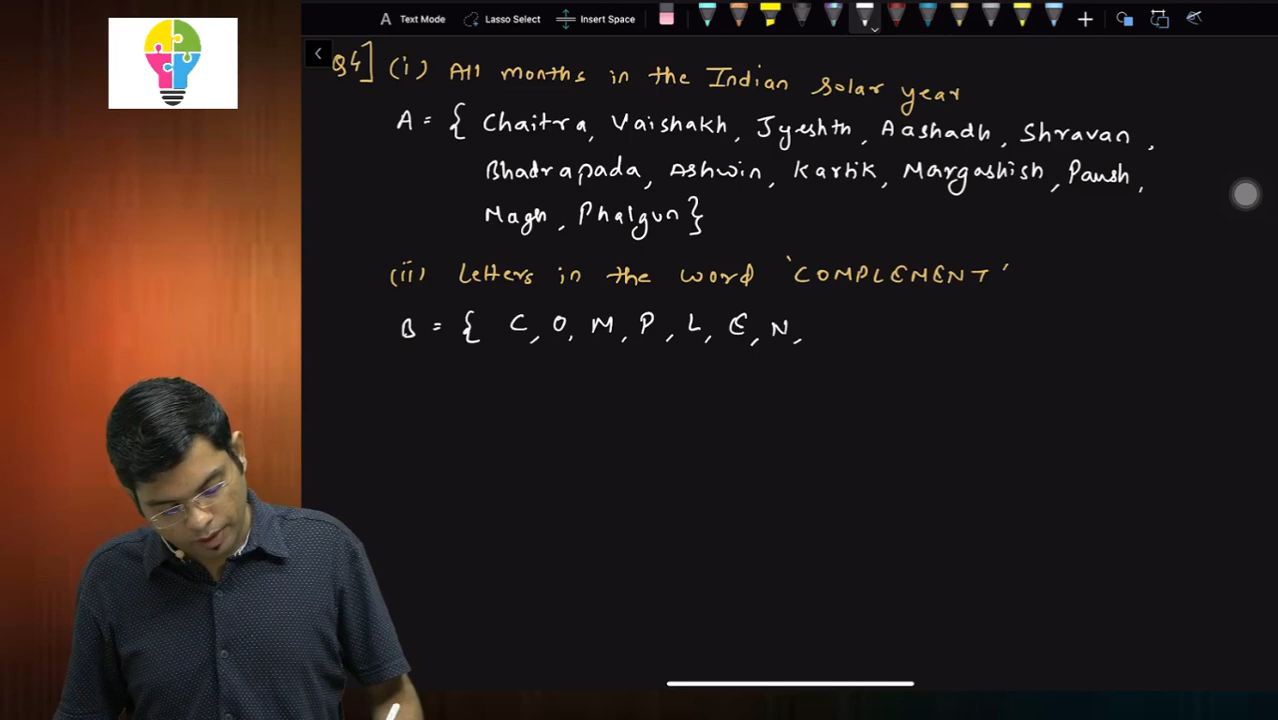 A Text Mode Lasso Select Insert Space
Q4] (i) All months in the Indian Solar year
A = { Chaitra, Vaishakh, Jyeshth, Aashadh, Shravan,
Bhadrapada, Ashwin, Kartik, Margashish, Paush,
Magh, Phalgun }
(ii) Letters in the word 'COMPLEMENT'
B = { C, O, M, P, L, E, N,